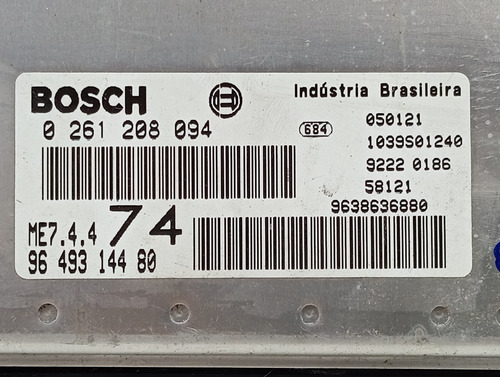 BOSCH
Indústria Brasileira
0 261 208 094
684
050121
1039S01240
9222 0186
58121
9638636880
ME7.4.4 74
96 493 144 80